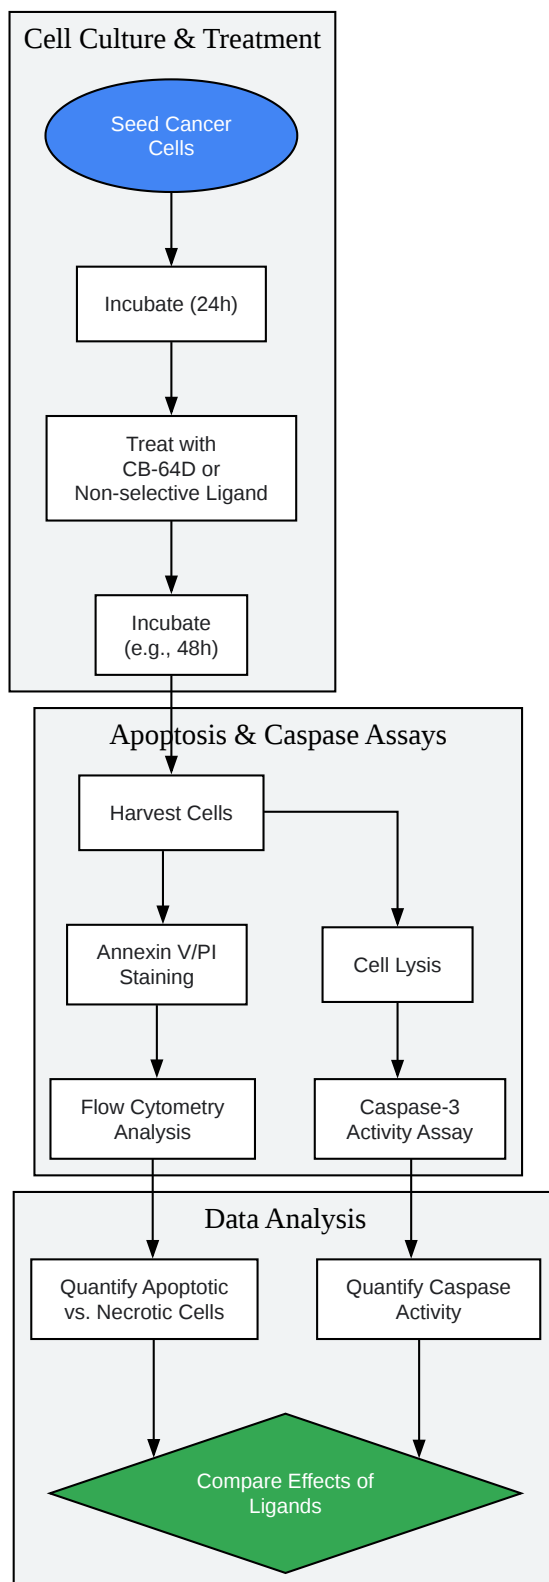 Cell Culture & Treatment
Seed Cancer
Cells
Incubate (24h)
Treat with
CB-64D or
Non-selective Ligand
Incubate
(e.g., 48h)
Apoptosis & Caspase Assays
Harvest Cells
Annexin V/PI
Staining
Cell Lysis
Flow Cytometry
Analysis
Caspase-3
Activity Assay
Data Analysis
Quantify Apoptotic
vs. Necrotic Cells
Quantify Caspase
Activity
Compare Effects of
Ligands